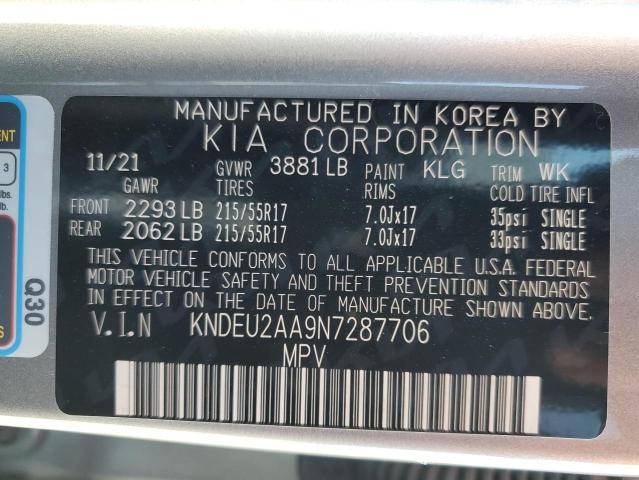 MANUFACTURED IN KOREA BY
KIA CORPORATION
11/21 GVWR 3881 LB PAINT KLG TRIM WK
GAWR TIRES RIMS COLD TIRE INFL
FRONT 2293 LB 215/55R17 7.0Jx17 35psi SINGLE
REAR 2062 LB 215/55R17 7.0Jx17 33psi SINGLE
THIS VEHICLE CONFORMS TO ALL APPLICABLE U.S.A. FEDERAL
MOTOR VEHICLE SAFETY AND THEFT PREVENTION STANDARDS
IN EFFECT ON THE DATE OF MANUFACTURE SHOWN ABOVE.
V.I.N KNDEU2AA9N7287706
MPV
3
lbs.
lb.
Q30